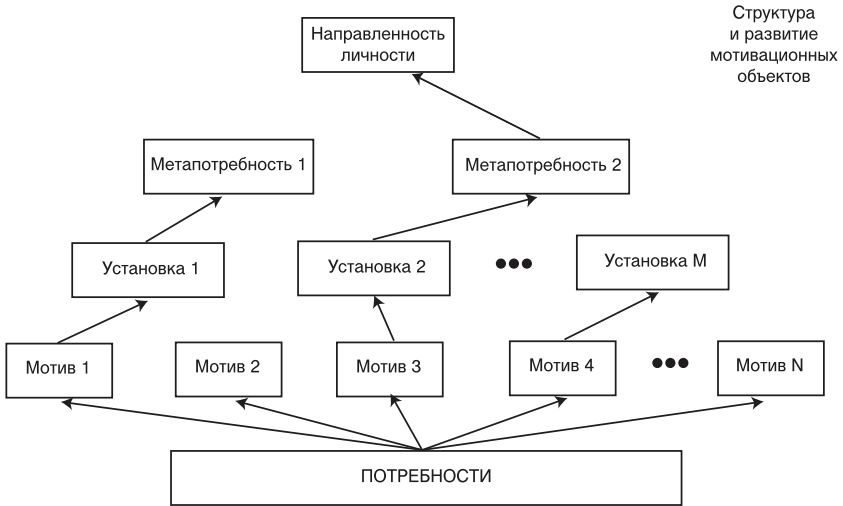 Структура
и развитие
мотивационных
объектов
Направленность
личности
Метапотребность 1
Метапотребность 2
Установка 1
Установка 2
Установка М
Мотив 1
Мотив 2
Мотив 3
Мотив 4
Мотив N
ПОТРЕБНОСТИ